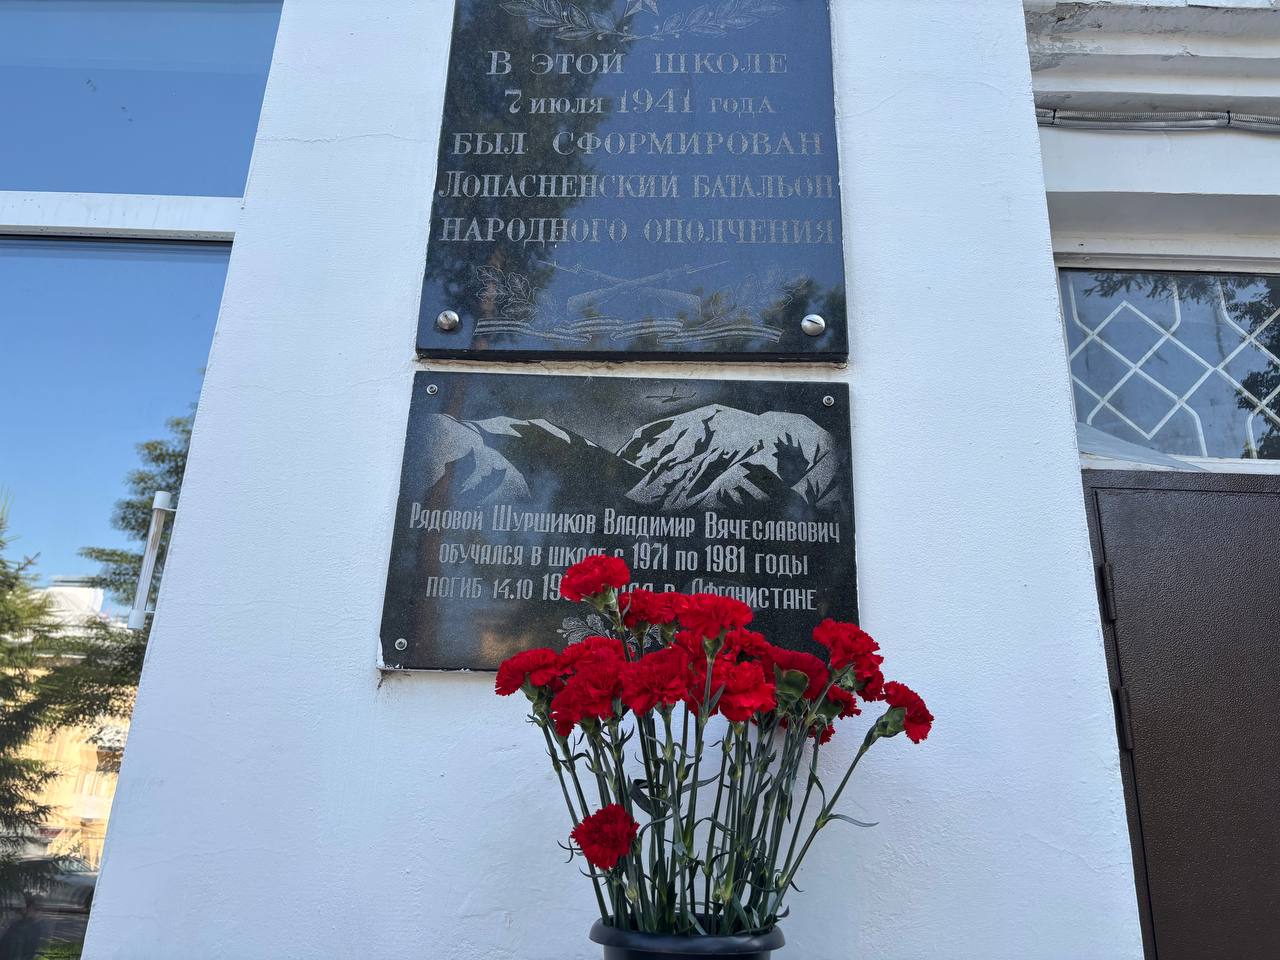 В ЭТОЙ ШКОЛЕ
7 ИЮЛЯ 1941 ГОДА
БЫЛ СФОРМИРОВАН
ЛОПАСНЕНСКИЙ БАТАЛЬОН
НАРОДНОГО ОПОЛЧЕНИЯ
РЯДОВОЙ ШУРШИКОВ ВЛАДИМИР ВЯЧЕСЛАВОВИЧ
ОБУЧАЛСЯ В ШКОЛЕ С 1971 ПО 1981 ГОДЫ
ПОГИБ 14.10 АФГАНИСТАНЕ